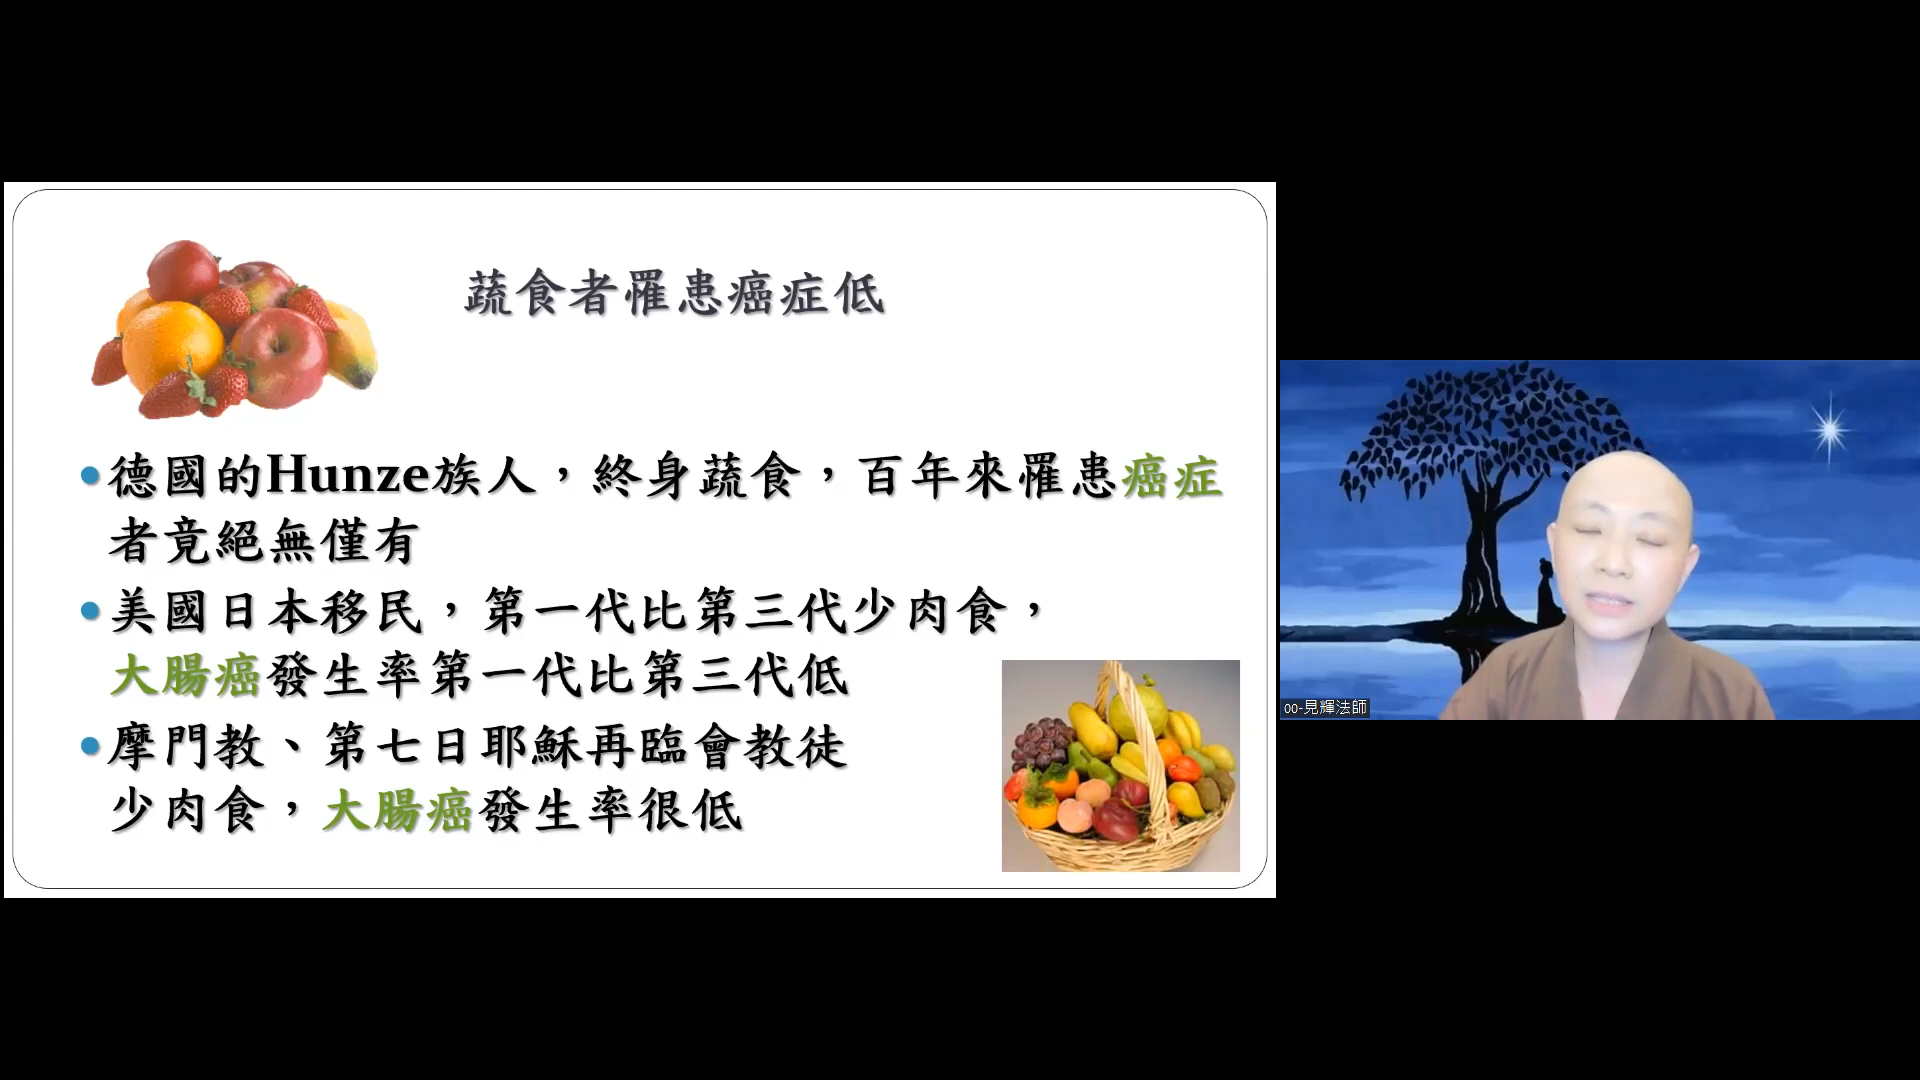 蔬食者罹患癌症低
•德國的Hunze族人，終身蔬食，百年來罹患癌症
者竟絕無僅有
•美國日本移民，第一代比第三代少肉食，
大腸癌發生率第一代比第三代低
•摩門教、第七日耶穌再臨會教徒
少肉食，大腸癌發生率很低
oo-見輝法師